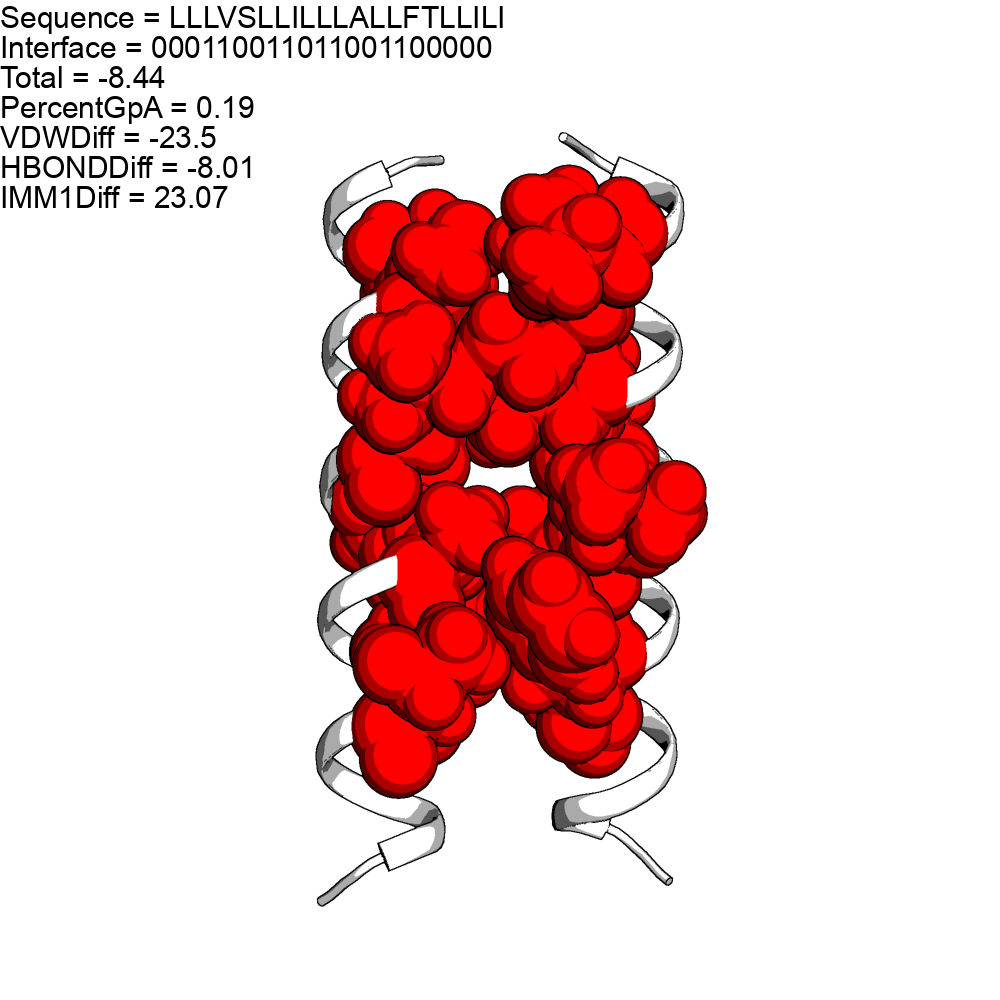 Sequence = LLLVSLLILLLALLFTLLILI
Interface = 000110011011001100000
Total = -8.44
PercentGpA = 0.19
VDWDiff = -23.5
HBONDDiff = -8.01
IMM1Diff = 23.07